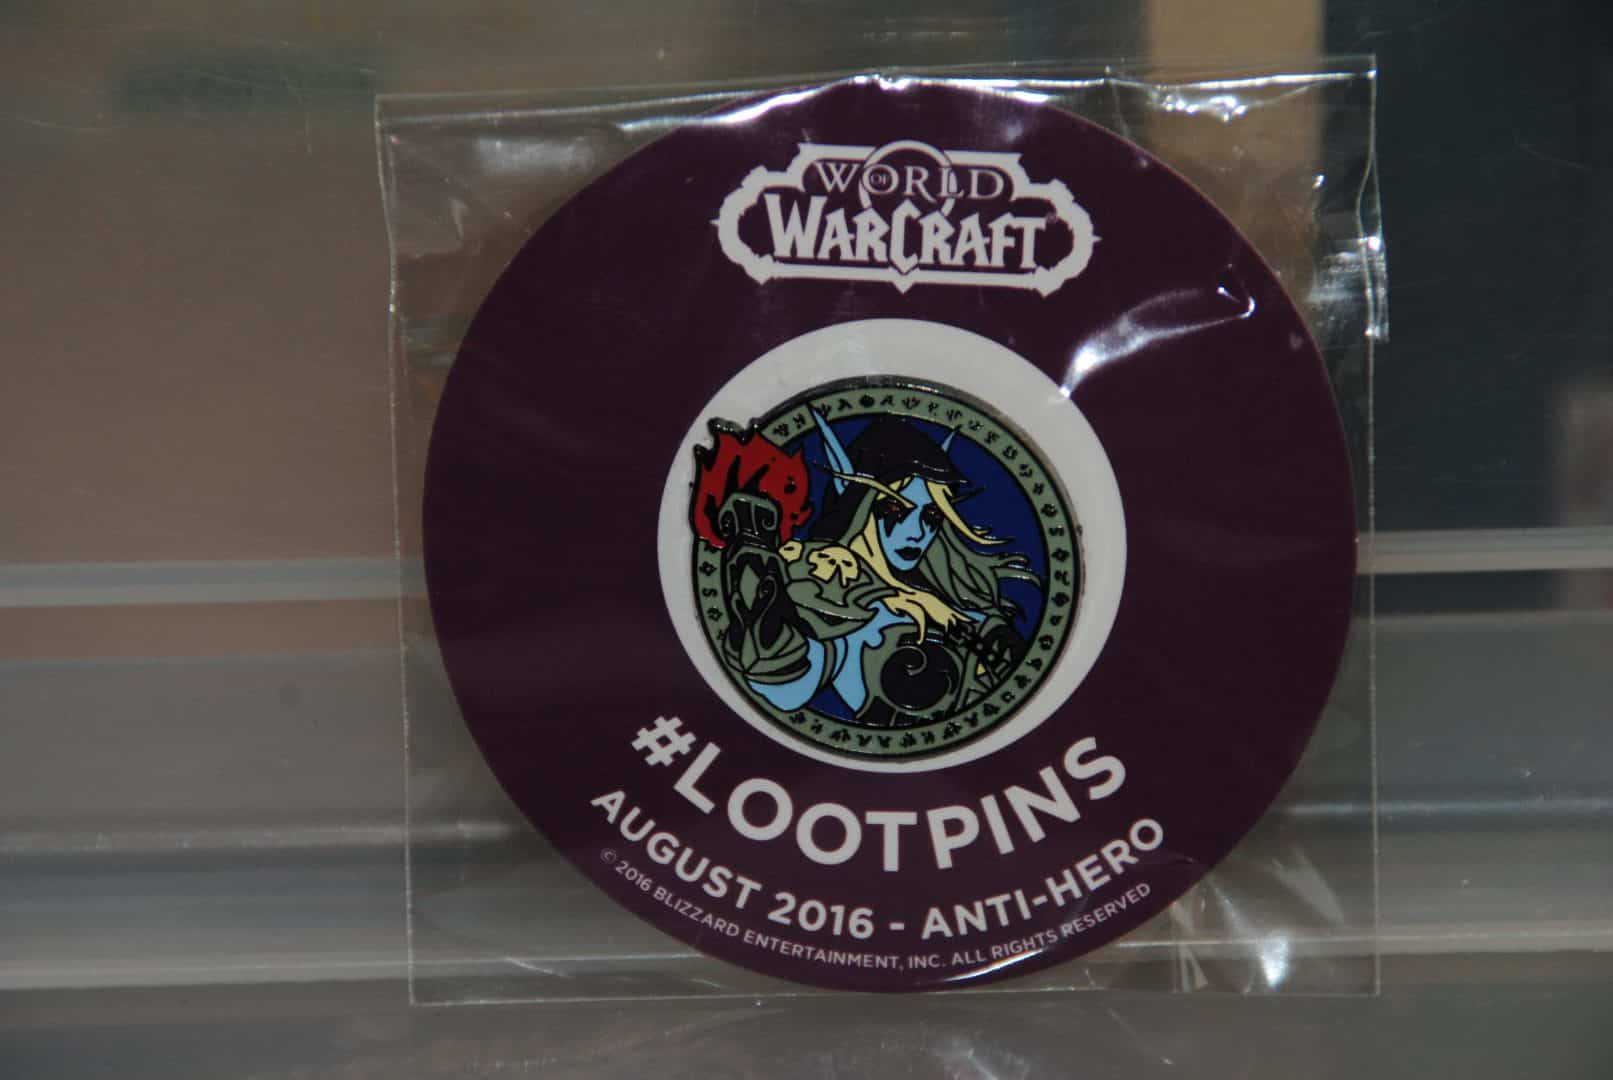 WORLD OF
WARCRAFT®
#LOOTPINS
AUGUST 2016 - ANTI-HERO
© 2016 BLIZZARD ENTERTAINMENT, INC. ALL RIGHTS RESERVED